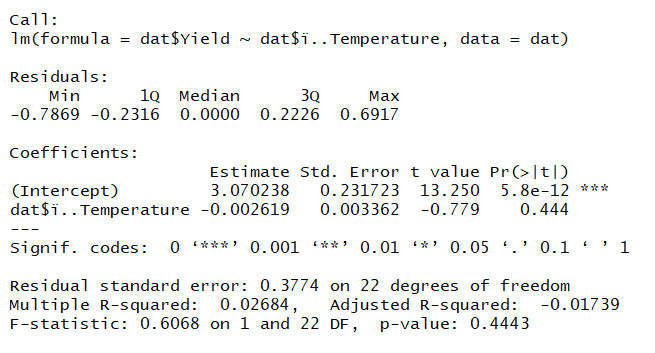 Call:
lm(formula = dat$Yield ~ dat$ï..Temperature, data = dat)
Residuals:
Min 1Q Median 3Q Max
-0.7869 -0.2316 0.0000 0.2226 0.6917
Coefficients:
Estimate Std. Error t value Pr(>|t|)
(Intercept) 3.070238 0.231723 13.250 5.8e-12 ***
dat$ï..Temperature -0.002619 0.003362 -0.779 0.444
---
Signif. codes: 0 ‘***’ 0.001 ‘**’ 0.01 ‘*’ 0.05 ‘.’ 0.1 ‘ ’ 1
Residual standard error: 0.3774 on 22 degrees of freedom
Multiple R-squared: 0.02684, Adjusted R-squared: -0.01739
F-statistic: 0.6068 on 1 and 22 DF, p-value: 0.4443